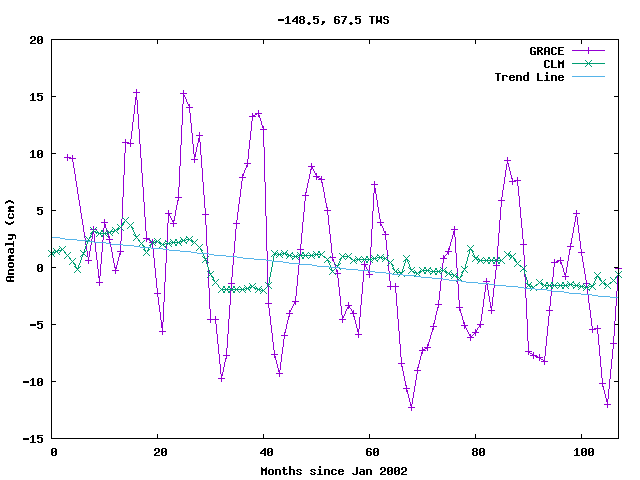 -148.5, 67.5 TWS
GRACE
CLM
Trend Line
20
15
10
5
0
-5
-10
-15
Anomaly (cm)
0 20 40 60 80 100
Months since Jan 2002